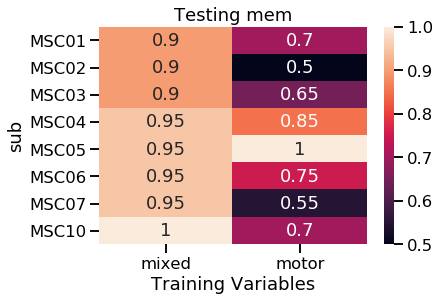 Testing mem
sub
MSC01 0.9 0.7
MSC02 0.9 0.5
MSC03 0.9 0.65
MSC04 0.95 0.85
MSC05 0.95 1
MSC06 0.95 0.75
MSC07 0.95 0.55
MSC10 1 0.7
mixed motor
Training Variables
1.0
0.9
0.8
0.7
0.6
0.5